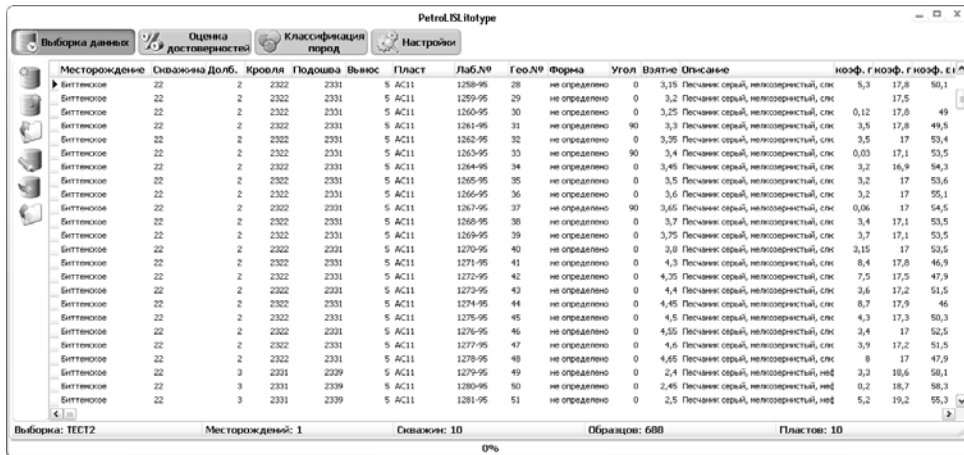 PetroLISLitotype
Выборка данных Оценка достоверностей Классификация пород Настройки
Месторождение Скважина Долб. Кровля Подошва Вынос Пласт Лаб.№ Гео.№ Форма Угол Взятие Описание коэф. г коэф. г коэф. в
Биттемское 22 2 2322 2331 5 АС11 1258-95 28 не определено 0 3,15 Песчаник серый, мелкозернистый, слю 5,3 17,8 50,1
Биттемское 22 2 2322 2331 5 АС11 1259-95 29 не определено 0 3,2 Песчаник серый, мелкозернистый, слю 17,5
Биттемское 22 2 2322 2331 5 АС11 1260-95 30 не определено 0 3,25 Песчаник серый, мелкозернистый, слю 0,12 17,8 49
Биттемское 22 2 2322 2331 5 АС11 1261-95 31 не определено 90 3,3 Песчаник серый, мелкозернистый, слю 3,5 17,8 49,5
Биттемское 22 2 2322 2331 5 АС11 1262-95 32 не определено 0 3,35 Песчаник серый, мелкозернистый, слю 3,5 17 53,4
Биттемское 22 2 2322 2331 5 АС11 1263-95 33 не определено 90 3,4 Песчаник серый, мелкозернистый, слю 0,03 17,1 53,5
Биттемское 22 2 2322 2331 5 АС11 1264-95 34 не определено 0 3,45 Песчаник серый, мелкозернистый, слю 3,2 16,9 54,3
Биттемское 22 2 2322 2331 5 АС11 1265-95 35 не определено 0 3,5 Песчаник серый, мелкозернистый, слю 3,2 17 53,6
Биттемское 22 2 2322 2331 5 АС11 1266-95 36 не определено 0 3,6 Песчаник серый, мелкозернистый, слю 3,2 17 55,1
Биттемское 22 2 2322 2331 5 АС11 1267-95 37 не определено 90 3,65 Песчаник серый, мелкозернистый, слю 0,06 17 54,5
Биттемское 22 2 2322 2331 5 АС11 1268-95 38 не определено 0 3,7 Песчаник серый, мелкозернистый, слю 3,4 17,1 53,5
Биттемское 22 2 2322 2331 5 АС11 1269-95 39 не определено 0 3,75 Песчаник серый, мелкозернистый, слю 3,7 17,1 53,5
Биттемское 22 2 2322 2331 5 АС11 1270-95 40 не определено 0 3,8 Песчаник серый, мелкозернистый, слю 3,15 17 53,5
Биттемское 22 2 2322 2331 5 АС11 1271-95 41 не определено 0 4,3 Песчаник серый, мелкозернистый, слю 8,4 17,8 46,9
Биттемское 22 2 2322 2331 5 АС11 1272-95 42 не определено 0 4,35 Песчаник серый, мелкозернистый, слю 7,5 17,5 47,9
Биттемское 22 2 2322 2331 5 АС11 1273-95 43 не определено 0 4,4 Песчаник серый, мелкозернистый, слю 3,6 17,2 51,5
Биттемское 22 2 2322 2331 5 АС11 1274-95 44 не определено 0 4,45 Песчаник серый, мелкозернистый, слю 8,7 17,9 46
Биттемское 22 2 2322 2331 5 АС11 1275-95 45 не определено 0 4,5 Песчаник серый, мелкозернистый, слю 4,3 17,3 50,3
Биттемское 22 2 2322 2331 5 АС11 1276-95 46 не определено 0 4,55 Песчаник серый, мелкозернистый, слю 3,4 17 52,5
Биттемское 22 2 2322 2331 5 АС11 1277-95 47 не определено 0 4,6 Песчаник серый, мелкозернистый, слю 3,9 17,2 51,5
Биттемское 22 2 2322 2331 5 АС11 1278-95 48 не определено 0 4,65 Песчаник серый, мелкозернистый, слю 8 17 47,9
Биттемское 22 3 2331 2339 5 АС11 1279-95 49 не определено 0 2,4 Песчаник серый, мелкозернистый, неф 3,3 18,6 58,1
Биттемское 22 3 2331 2339 5 АС11 1280-95 50 не определено 0 2,45 Песчаник серый, мелкозернистый, неф 0,2 18,7 58,3
Биттемское 22 3 2331 2339 5 АС11 1281-95 51 не определено 0 2,5 Песчаник серый, мелкозернистый, неф 5,2 19,2 55,3
Выборка: ТЕСТ2 Месторождений: 1 Скважин: 10 Образцов: 688 Пластов: 10
0%